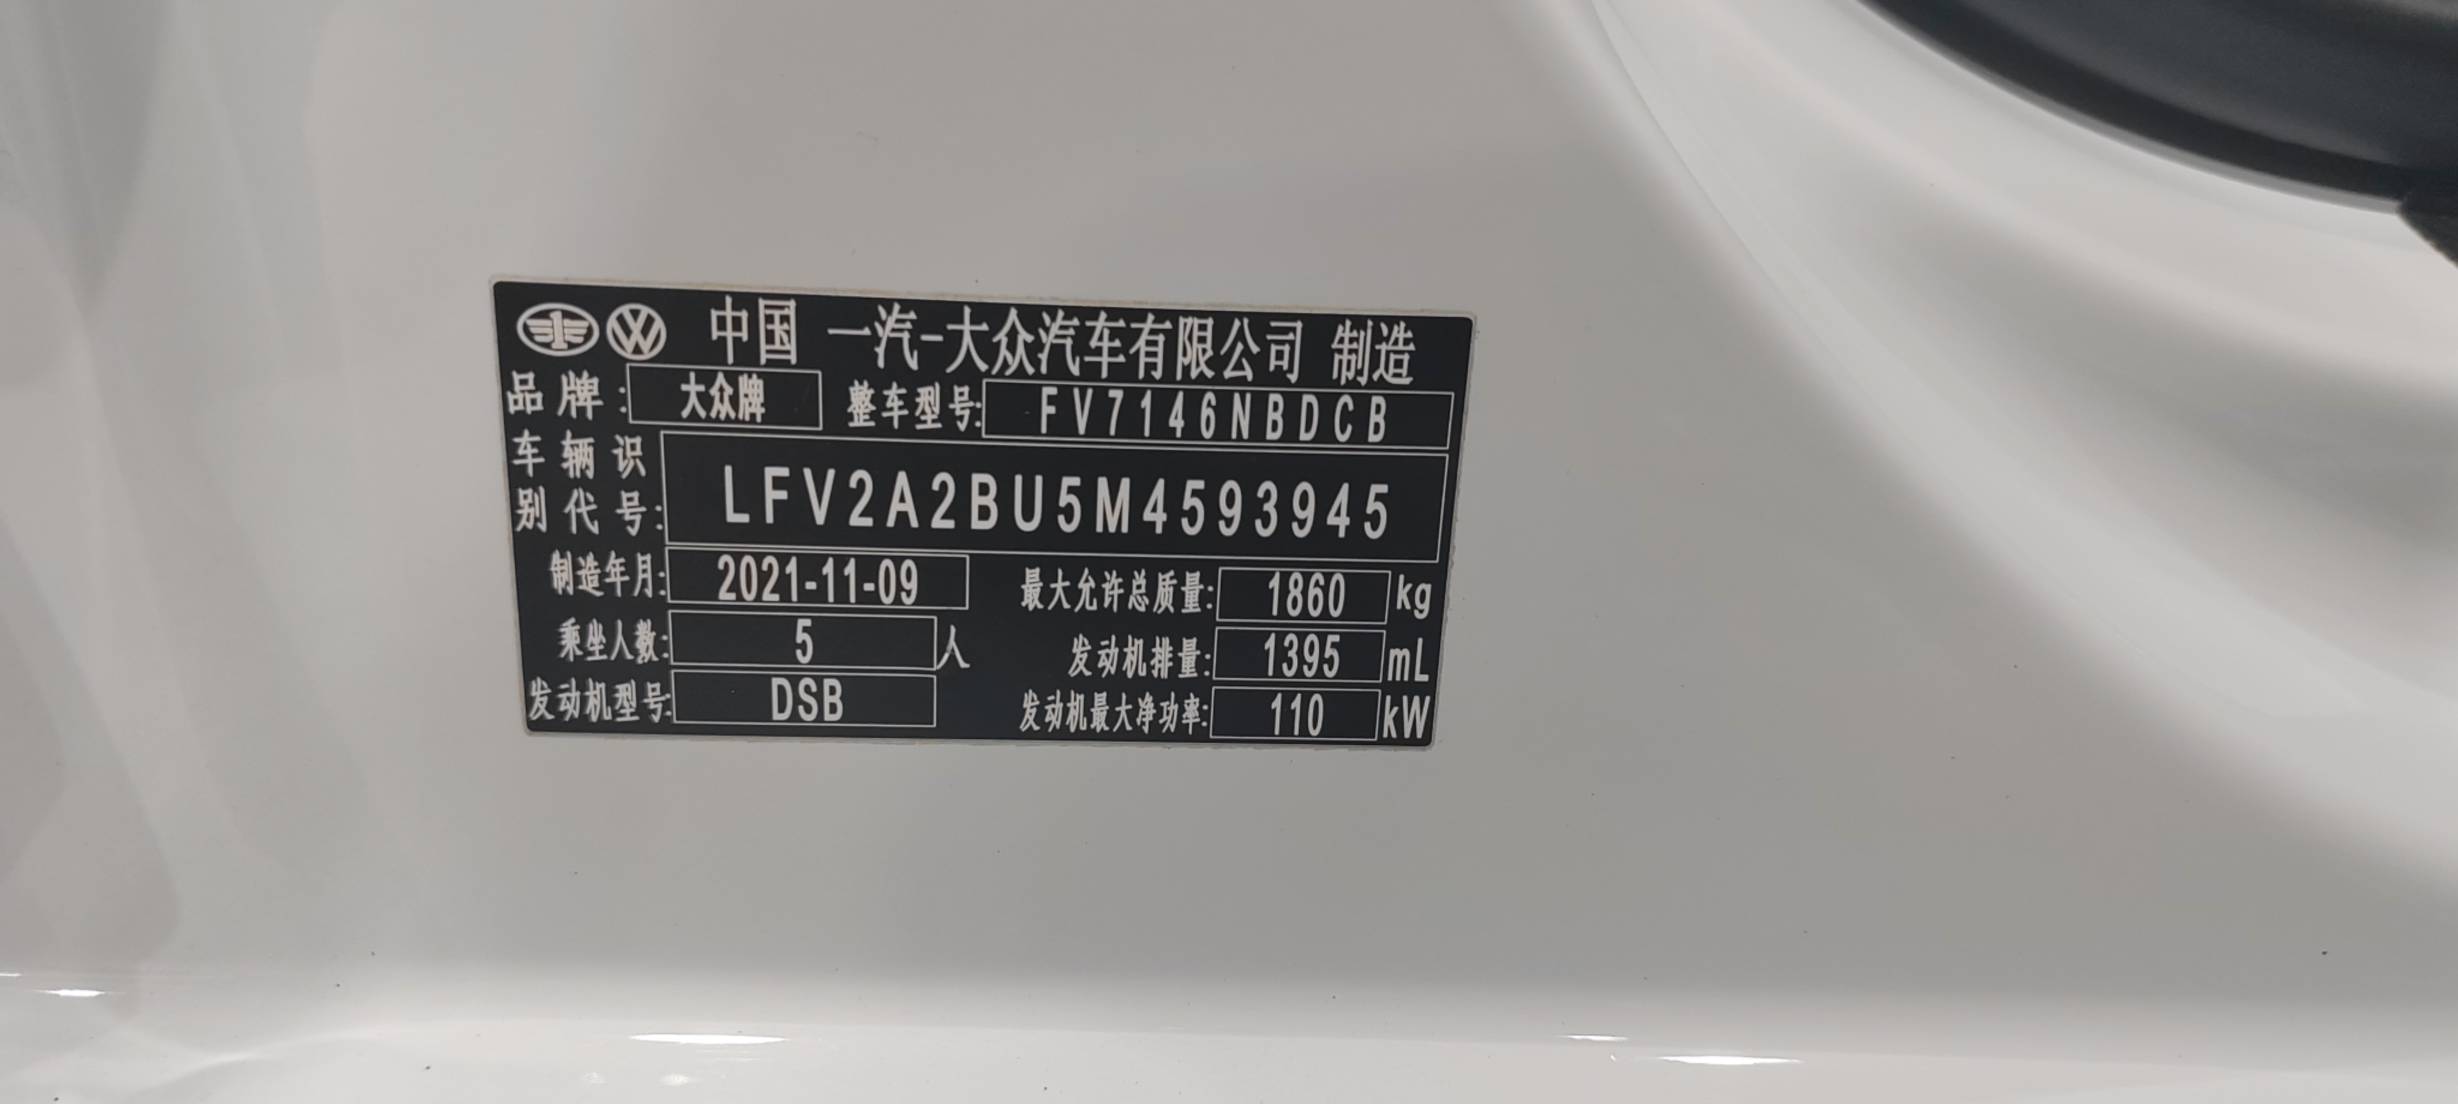 中国 一汽-大众汽车有限公司 制造
品牌: 大众牌 整车型号: FV7146NBDCB
车辆识别代号: LFV2A2BU5M4593945
制造年月: 2021-11-09 最大允许总质量: 1860 kg
乘坐人数: 5 人 发动机排量: 1395 mL
发动机型号: DSB 发动机最大净功率: 110 kW